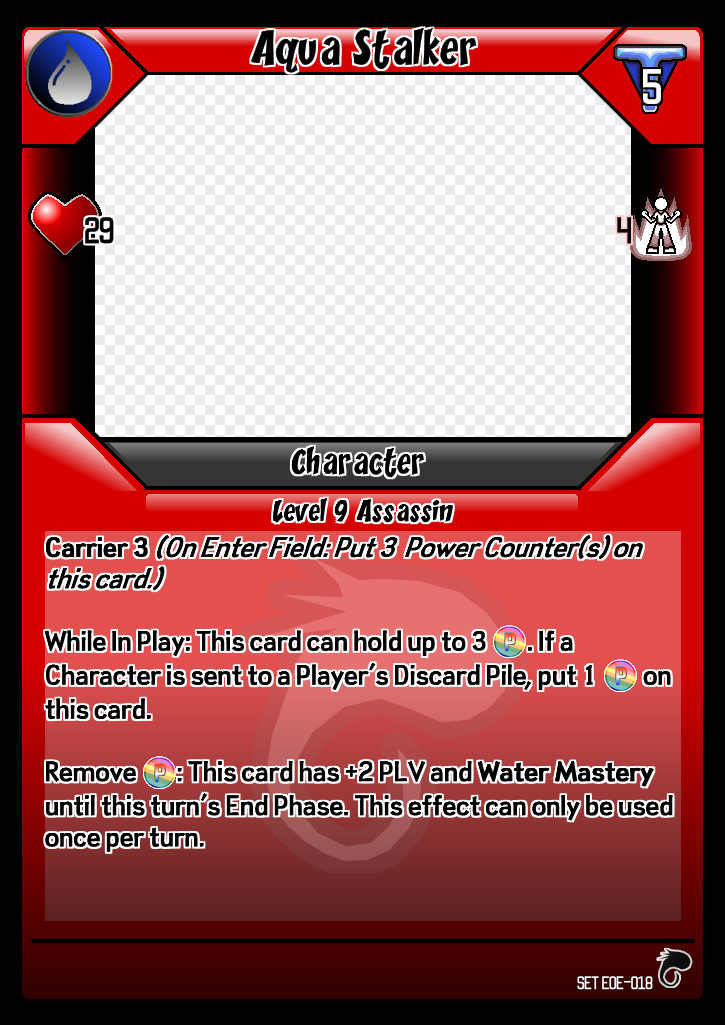 Aqua Stalker
5
29
4
Character
Level 9 Assassin
Carrier 3 (On Enter Field: Put 3 Power Counter(s) on
this card.)
While In Play: This card can hold up to 3 P. If a
Character is sent to a Player's Discard Pile, put 1 P on
this card.
Remove P: This card has +2 PLV and Water Mastery
until this turn's End Phase. This effect can only be used
once per turn.
SET EOE-018